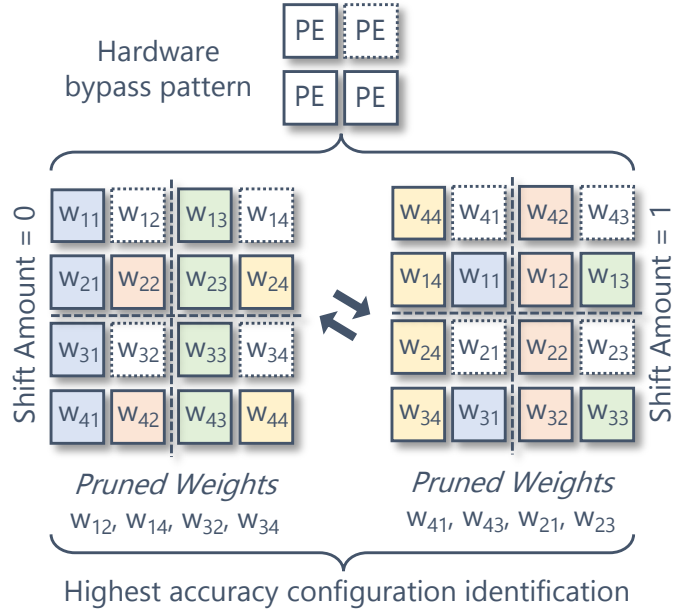 Hardware
bypass pattern
PE PE
PE PE
Shift Amount = 0
w₁₁ w₁₂ w₁₃ w₁₄
w₂₁ w₂₂ w₂₃ w₂₄
w₃₁ w₃₂ w₃₃ w₃₄
w₄₁ w₄₂ w₄₃ w₄₄
Pruned Weights
w₁₂, w₁₄, w₃₂, w₃₄
w₄₄ w₄₁ w₄₂ w₄₃
w₁₄ w₁₁ w₁₂ w₁₃
w₂₄ w₂₁ w₂₂ w₂₃
w₃₄ w₃₁ w₃₂ w₃₃
Shift Amount = 1
Pruned Weights
w₄₁, w₄₃, w₂₁, w₂₃
Highest accuracy configuration identification